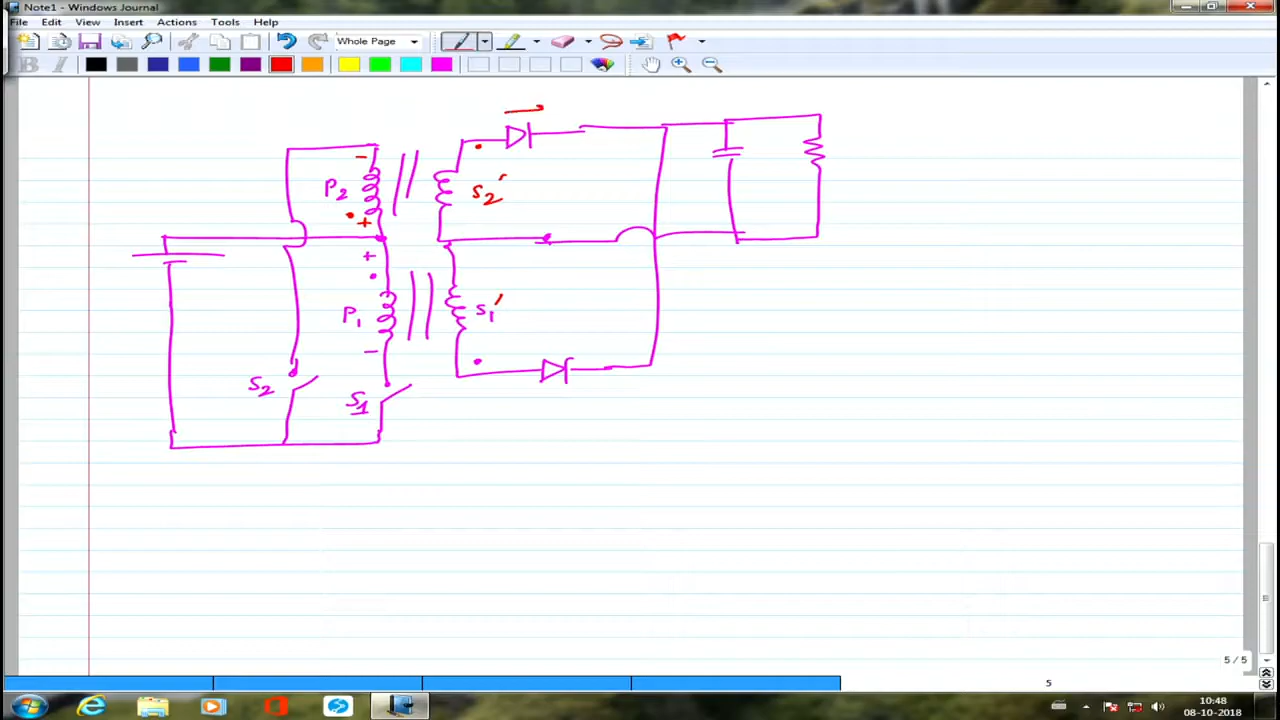 Note1 - Windows Journal
File Edit View Insert Actions Tools Help
Whole Page
B I
P2
S2'
P1
S1'
S2
S1
5 / 5
5
10:48
08-10-2018